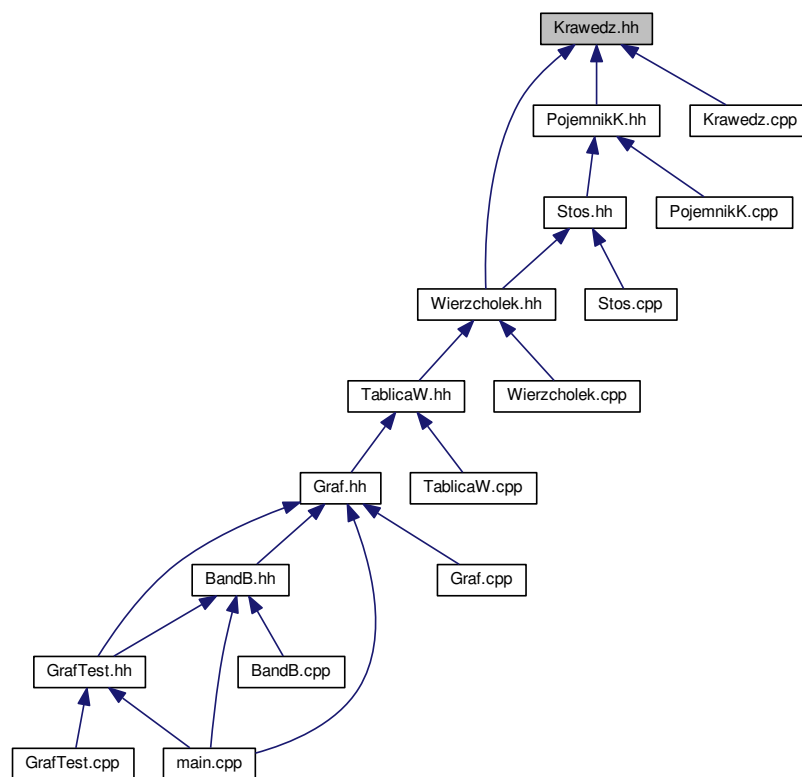 Krawedz.hh
PojemnikK.hh
Krawedz.cpp
Stos.hh
PojemnikK.cpp
Wierzcholek.hh
Stos.cpp
TablicaW.hh
Wierzcholek.cpp
Graf.hh
TablicaW.cpp
BandB.hh
Graf.cpp
GrafTest.hh
BandB.cpp
GrafTest.cpp
main.cpp